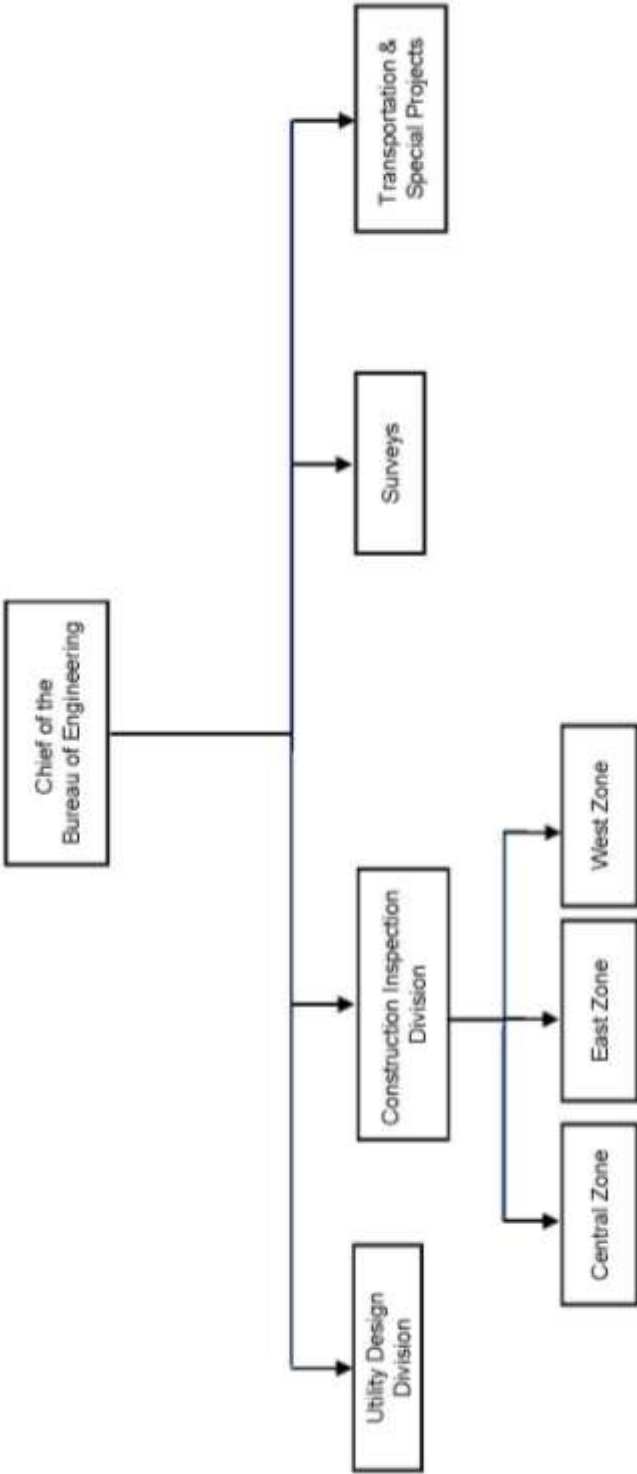 Chief of the
Bureau of Engineering
Utility Design
Division
Construction Inspection
Division
Surveys
Transportation &
Special Projects
Central Zone
East Zone
West Zone